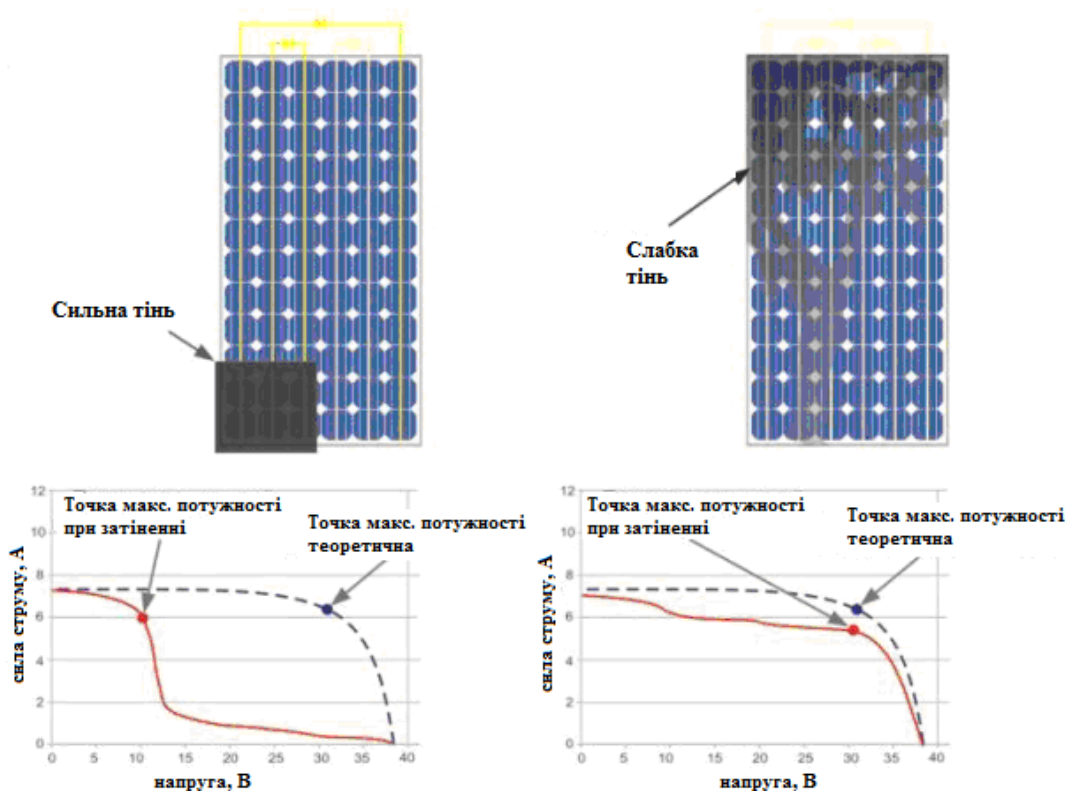 Сильна тінь
Слабка
тінь
Точка макс. потужності
при затіненні
Точка макс. потужності
теоретична
сила струму, А
12
10
8
6
4
2
0
0 5 10 15 20 25 30 35 40
напруга, В
Точка макс. потужності
при затіненні
Точка макс. потужності
теоретична
сила струму, А
12
10
8
6
4
2
0
0 5 10 15 20 25 30 35 40
напруга, В